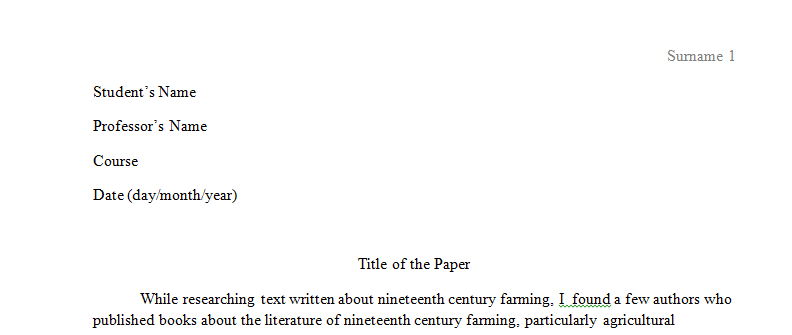 Surname 1
Student's Name
Professor's Name
Course
Date (day/month/year)
Title of the Paper
While researching text written about nineteenth century farming, I found a few authors who
published books about the literature of nineteenth century farming, particularly agricultural